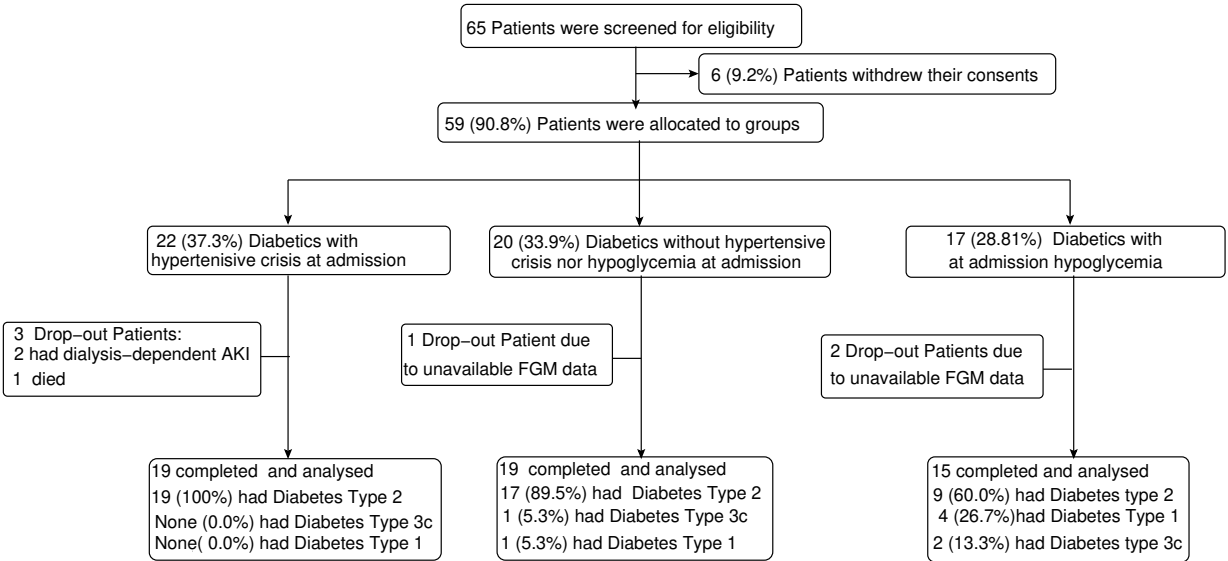 65 Patients were screened for eligibility
6 (9.2%) Patients withdrew their consents
59 (90.8%) Patients were allocated to groups
22 (37.3%) Diabetics with
hypertenisive crisis at admission
20 (33.9%) Diabetics without hypertensive
crisis nor hypoglycemia at admission
17 (28.81%) Diabetics with
at admission hypoglycemia
3 Drop-out Patients:
2 had dialysis-dependent AKI
1 died
1 Drop-out Patient due
to unavailable FGM data
2 Drop-out Patients due
to unavailable FGM data
19 completed and analysed
19 (100%) had Diabetes Type 2
None (0.0%) had Diabetes Type 3c
None( 0.0%) had Diabetes Type 1
19 completed and analysed
17 (89.5%) had Diabetes Type 2
1 (5.3%) had Diabetes Type 3c
1 (5.3%) had Diabetes Type 1
15 completed and analysed
9 (60.0%) had Diabetes type 2
4 (26.7%)had Diabetes Type 1
2 (13.3%) had Diabetes type 3c